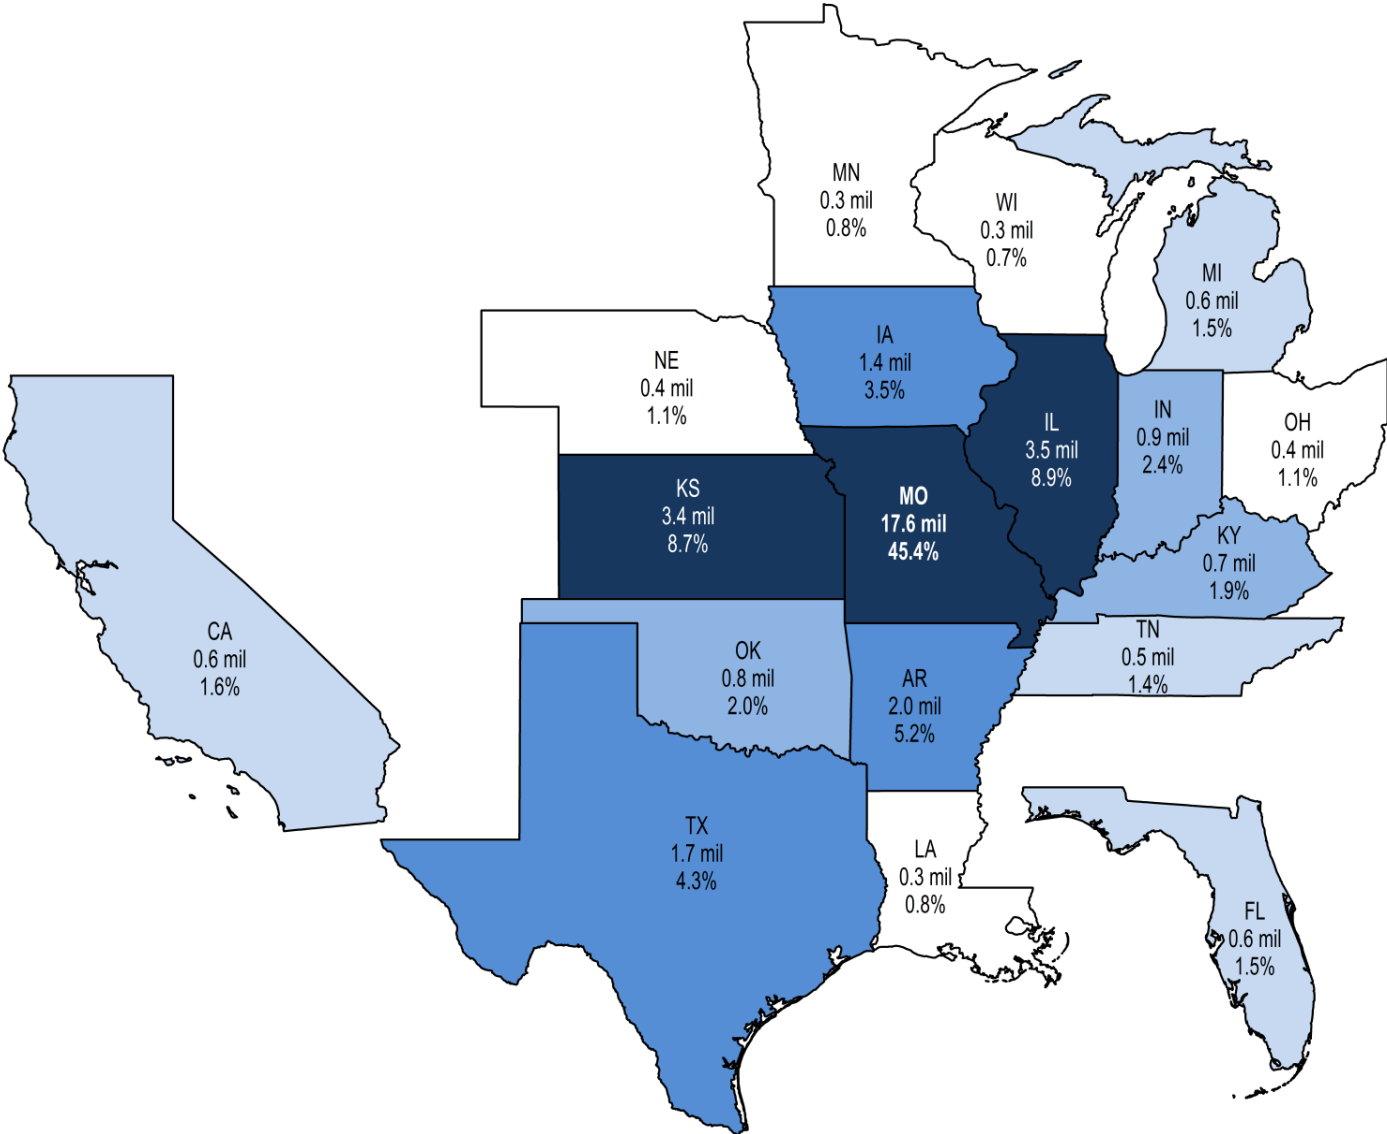 MN
0.3 mil
0.8%
WI
0.3 mil
0.7%
MI
0.6 mil
1.5%
IA
1.4 mil
3.5%
NE
0.4 mil
1.1%
IL
3.5 mil
8.9%
IN
0.9 mil
2.4%
OH
0.4 mil
1.1%
KS
3.4 mil
8.7%
MO
17.6 mil
45.4%
KY
0.7 mil
1.9%
CA
0.6 mil
1.6%
OK
0.8 mil
2.0%
AR
2.0 mil
5.2%
TN
0.5 mil
1.4%
TX
1.7 mil
4.3%
LA
0.3 mil
0.8%
FL
0.6 mil
1.5%